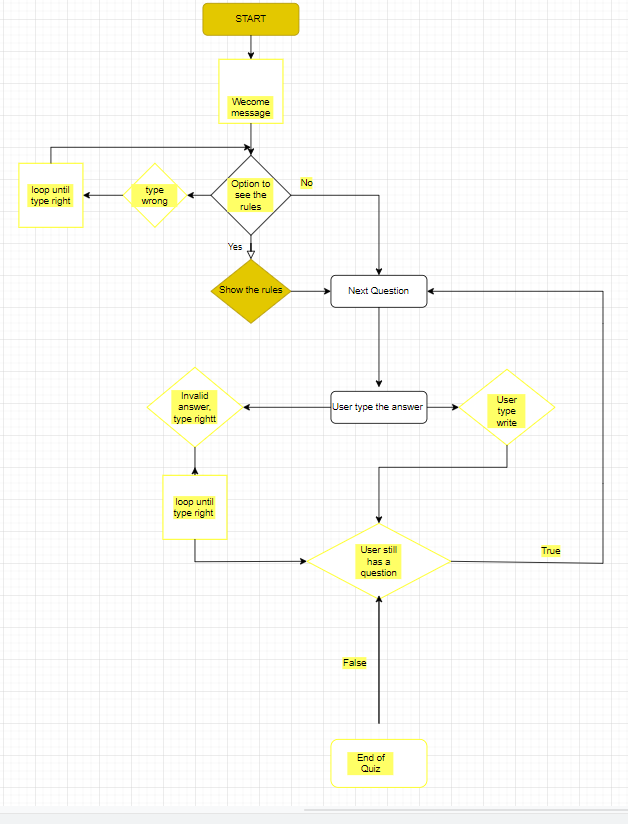 START
Wecome
message
Option to
see the
rules
No
type
wrong
loop until
type right
Yes
Show the rules
Next Question
Invalid
answer,
type rightt
User type the answer
User
type
write
loop until
type right
User still
has a
question
True
False
End of
Quiz